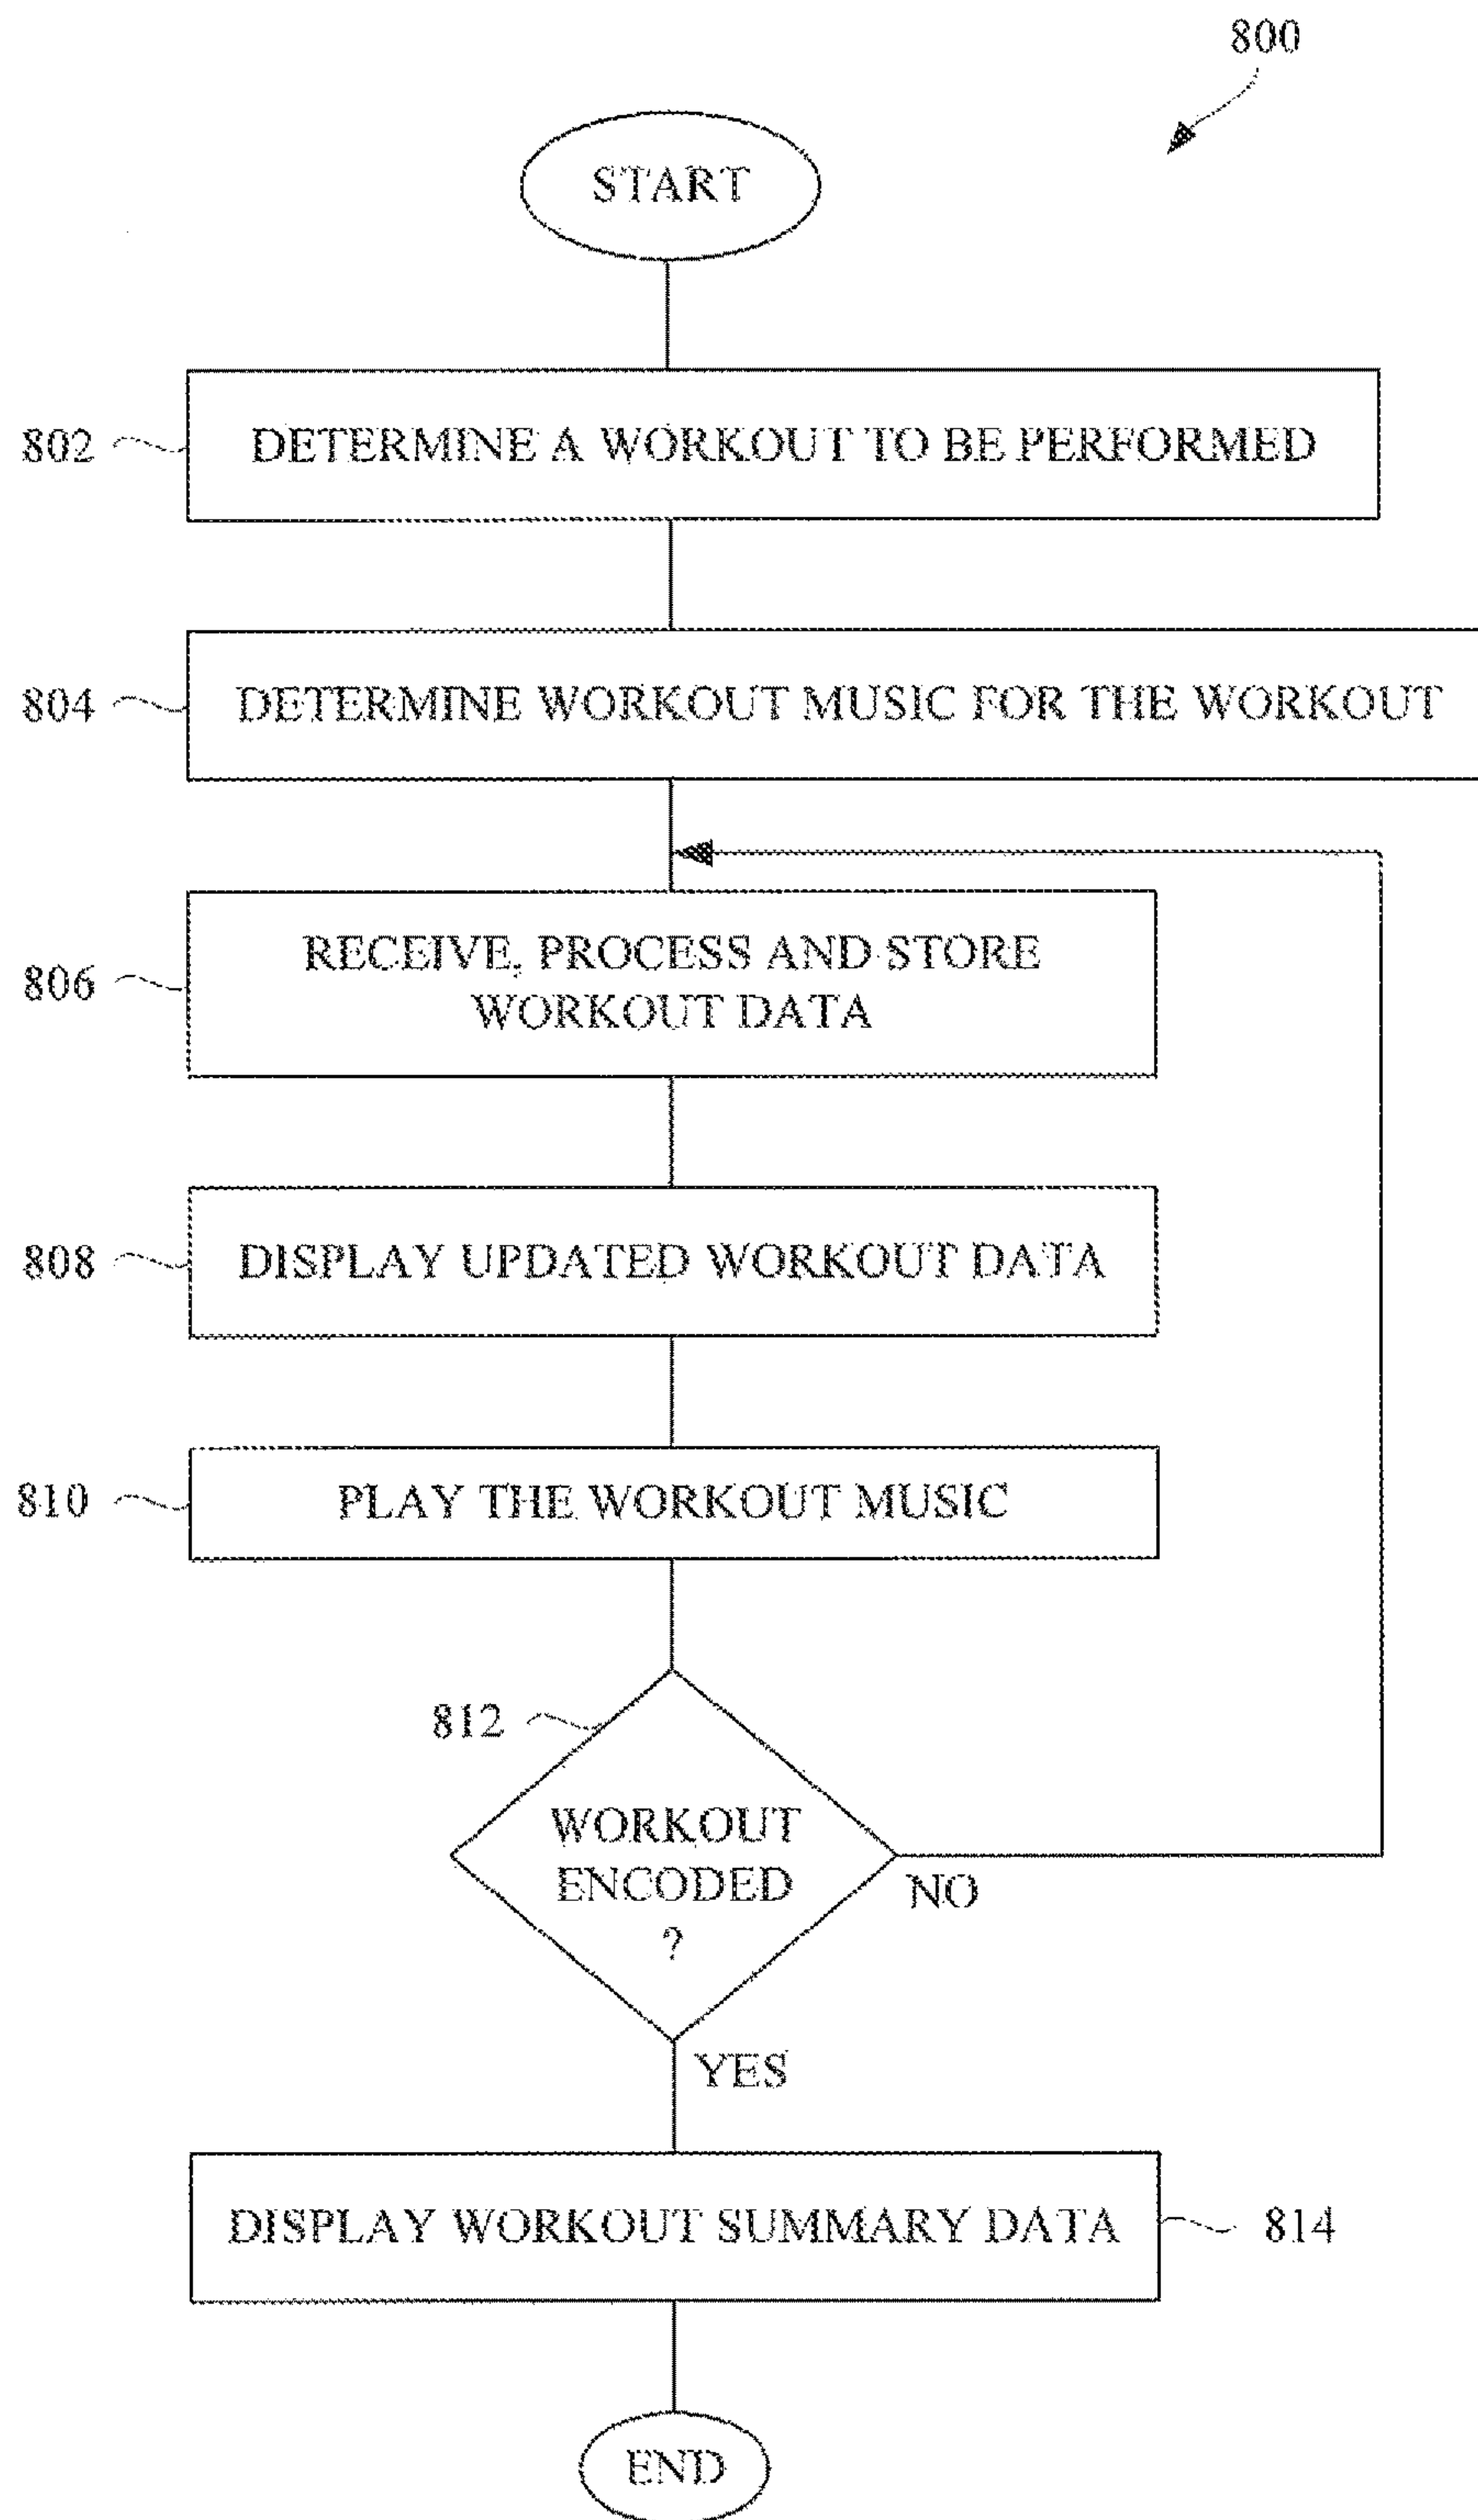 800
START
802
DETERMINE A WORKOUT TO BE PERFORMED
804
DETERMINE WORKOUT MUSIC FOR THE WORKOUT
806
RECEIVE, PROCESS AND STORE
WORKOUT DATA
808
DISPLAY UPDATED WORKOUT DATA
810
PLAY THE WORKOUT MUSIC
812
WORKOUT
ENCODED
?
NO
YES
DISPLAY WORKOUT SUMMARY DATA
814
END